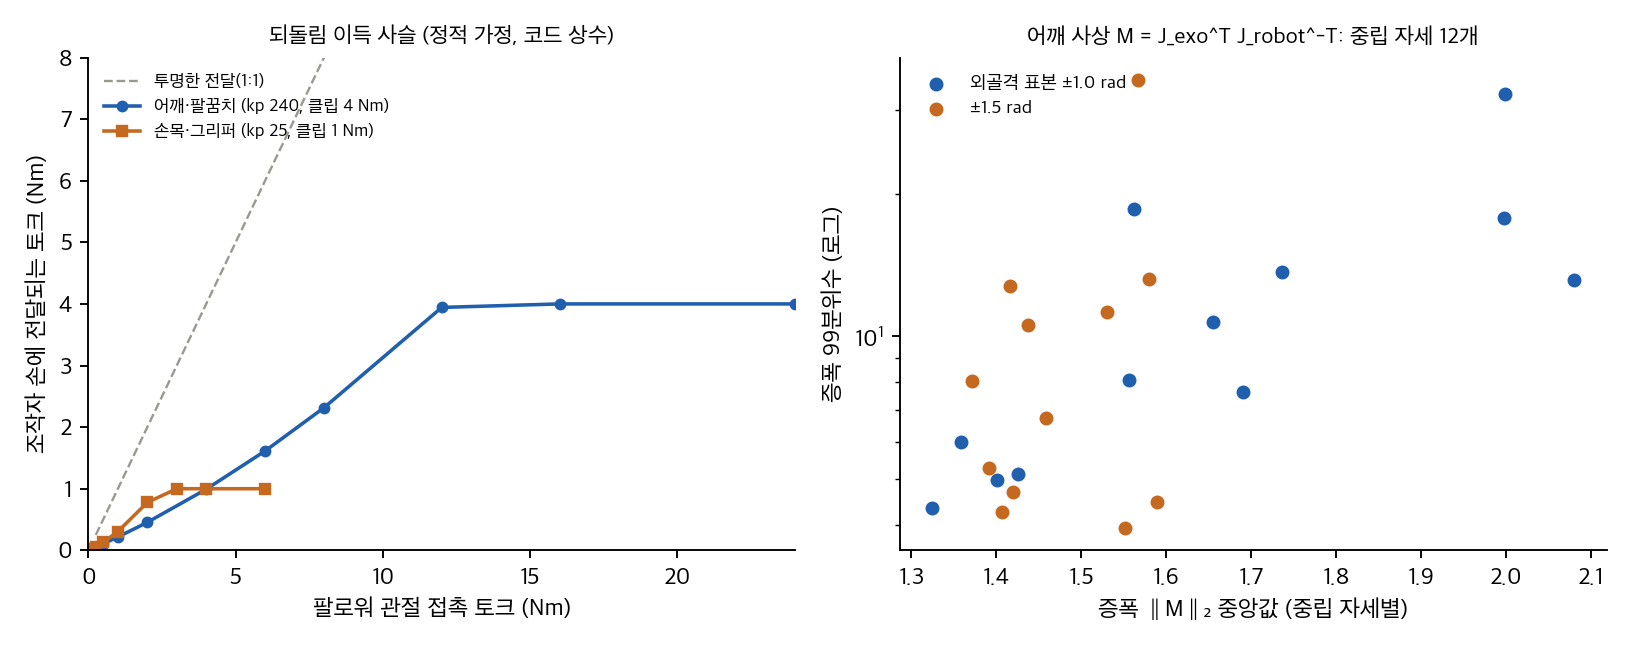 되돌림 이득 사슬 (정적 가정, 코드 상수)
투명한 전달(1:1)
어깨·팔꿈치 (kp 240, 클립 4 Nm)
손목·그리퍼 (kp 25, 클립 1 Nm)
조작자 손에 전달되는 토크 (Nm)
8
7
6
5
4
3
2
1
0
0 5 10 15 20
팔로워 관절 접촉 토크 (Nm)
어깨 사상 M = J_exo^T J_robot^-T: 중립 자세 12개
외골격 표본 ±1.0 rad
±1.5 rad
증폭 99분위수 (로그)
10¹
1.3 1.4 1.5 1.6 1.7 1.8 1.9 2.0 2.1
증폭 ∥M∥₂ 중앙값 (중립 자세별)